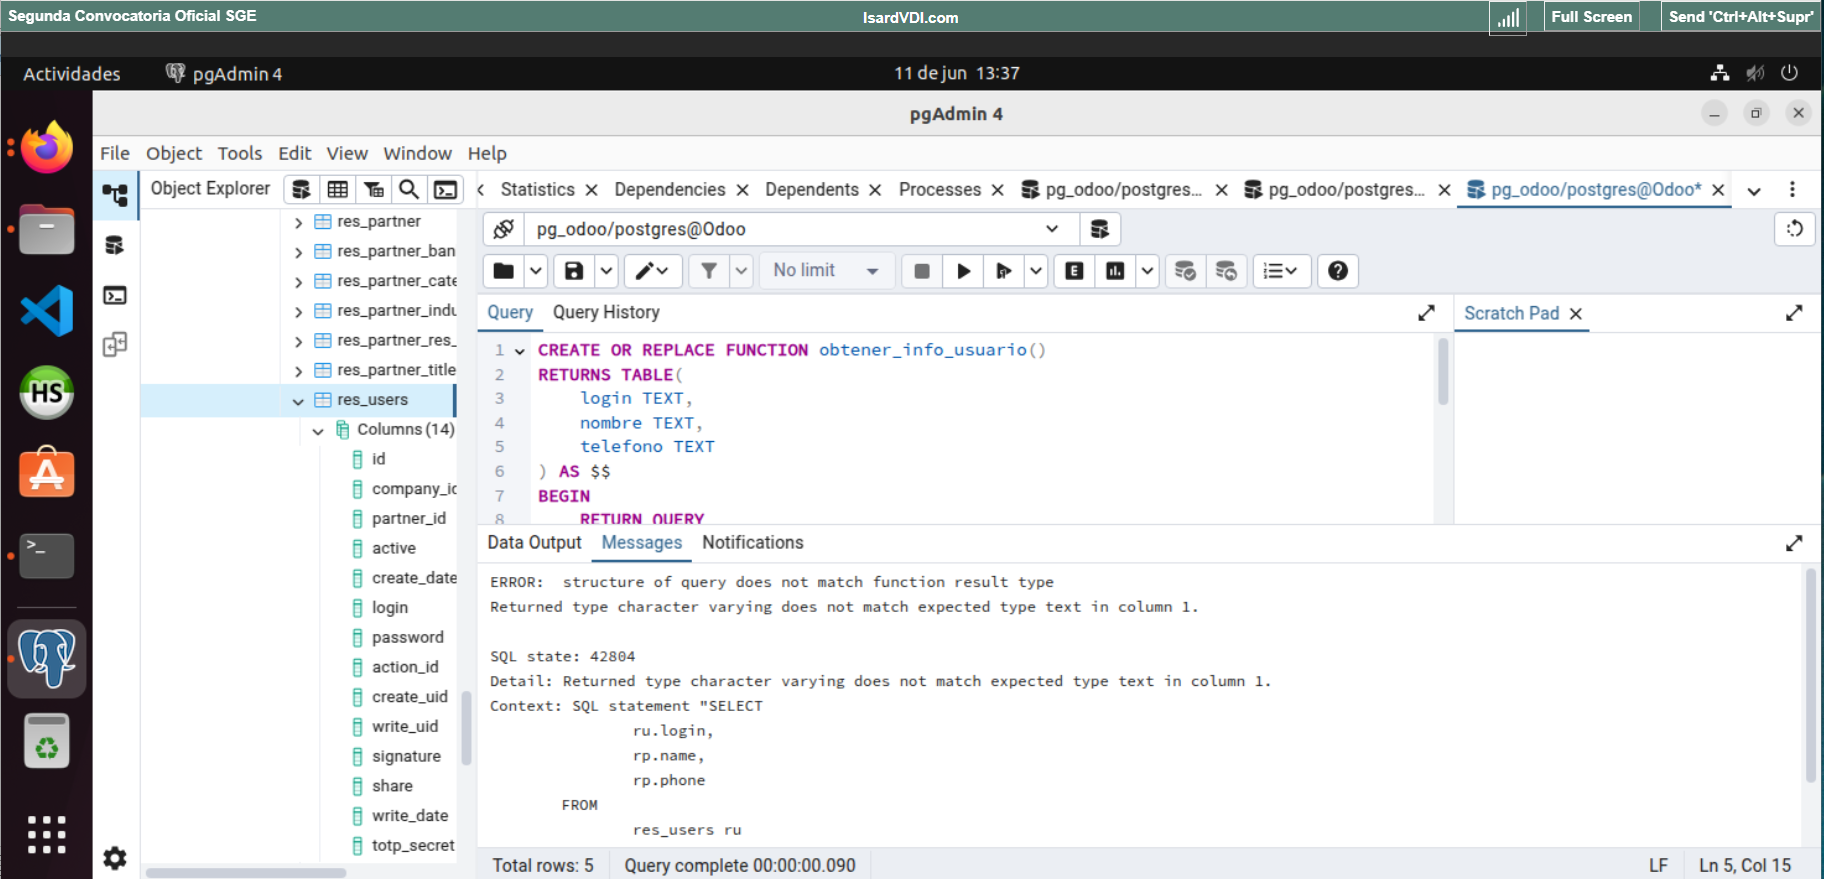 Segunda Convocatoria Oficial SGE
IsardVDI.com
Full Screen
Send 'Ctrl+Alt+Supr'
Actividades
pgAdmin 4
11 de jun 13:37
pgAdmin 4
File Object Tools Edit View Window Help
Object Explorer
Statistics
Dependencies
Dependents
Processes
pg_odoo/postgres...
pg_odoo/postgres...
pg_odoo/postgres@Odoo*
res_partner
res_partner_ban
res_partner_cate
res_partner_indu
res_partner_res_
res_partner_title
res_users
Columns (14)
id
company_id
partner_id
active
create_date
login
password
action_id
create_uid
write_uid
signature
share
write_date
totp_secret
HS
pg_odoo/postgres@Odoo
No limit
E
Query
Query History
Scratch Pad
1 CREATE OR REPLACE FUNCTION obtener_info_usuario()
2 RETURNS TABLE(
3 login TEXT,
4 nombre TEXT,
5 telefono TEXT
6 ) AS $$
7 BEGIN
8 RETURN QUERY
Data Output
Messages
Notifications
ERROR: structure of query does not match function result type
Returned type character varying does not match expected type text in column 1.
SQL state: 42804
Detail: Returned type character varying does not match expected type text in column 1.
Context: SQL statement "SELECT
ru.login,
rp.name,
rp.phone
FROM
res_users ru
Total rows: 5
Query complete 00:00:00.090
LF
Ln 5, Col 15